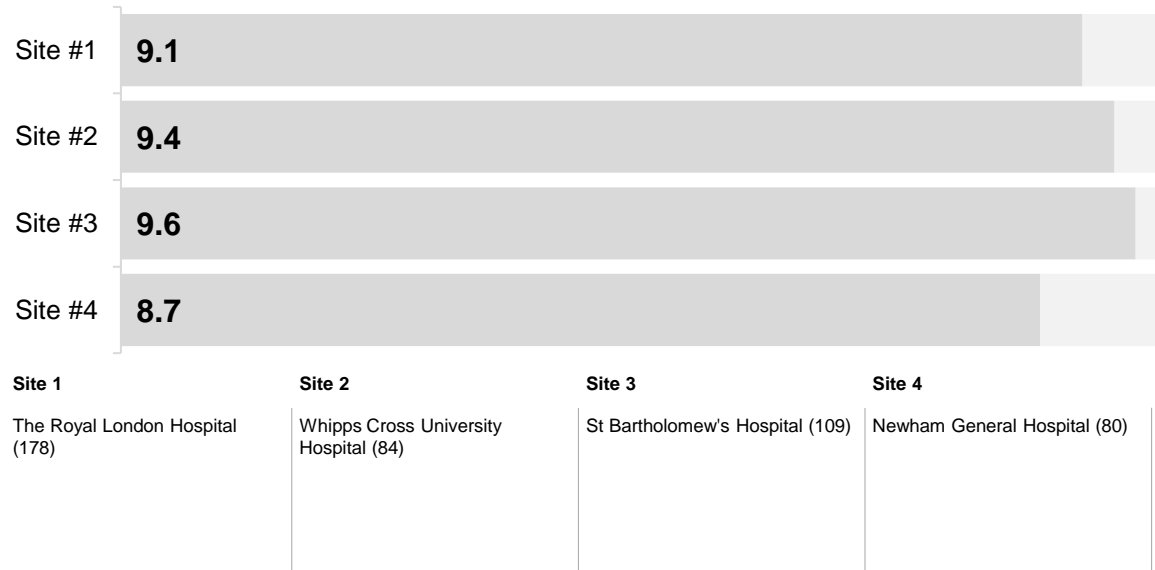 Site #1 9.1
Site #2 9.4
Site #3 9.6
Site #4 8.7
Site 1
The Royal London Hospital
(178)
Site 2
Whipps Cross University
Hospital (84)
Site 3
St Bartholomew's Hospital (109)
Site 4
Newham General Hospital (80)